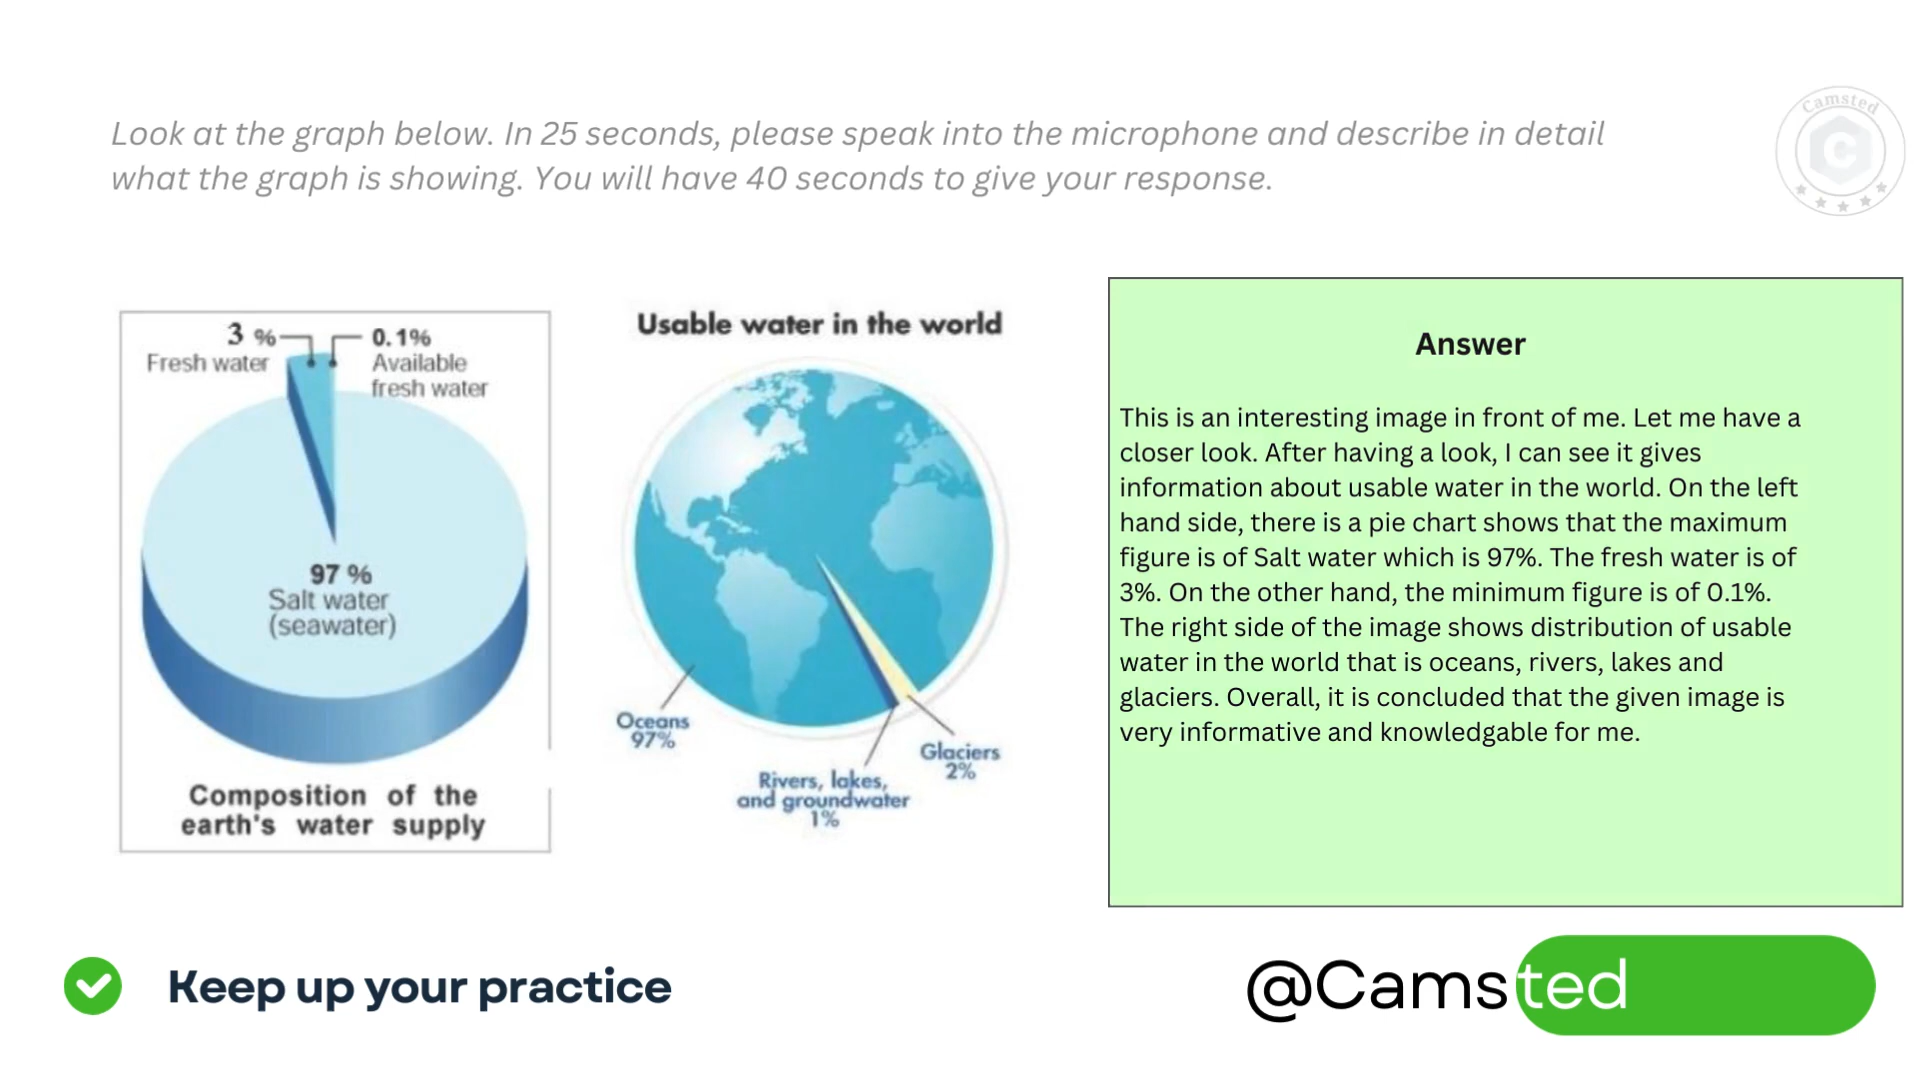 Look at the graph below. In 25 seconds, please speak into the microphone and describe in detail
what the graph is showing. You will have 40 seconds to give your response.
Camsted
C
3 %
Fresh water
0.1%
Available
fresh water
97 %
Salt water
(seawater)
Composition of the
earth's water supply
Usable water in the world
Oceans
97%
Rivers, lakes,
and groundwater
1%
Glaciers
2%
Answer
This is an interesting image in front of me. Let me have a
closer look. After having a look, I can see it gives
information about usable water in the world. On the left
hand side, there is a pie chart shows that the maximum
figure is of Salt water which is 97%. The fresh water is of
3%. On the other hand, the minimum figure is of 0.1%.
The right side of the image shows distribution of usable
water in the world that is oceans, rivers, lakes and
glaciers. Overall, it is concluded that the given image is
very informative and knowledgable for me.
Keep up your practice
@Camsted